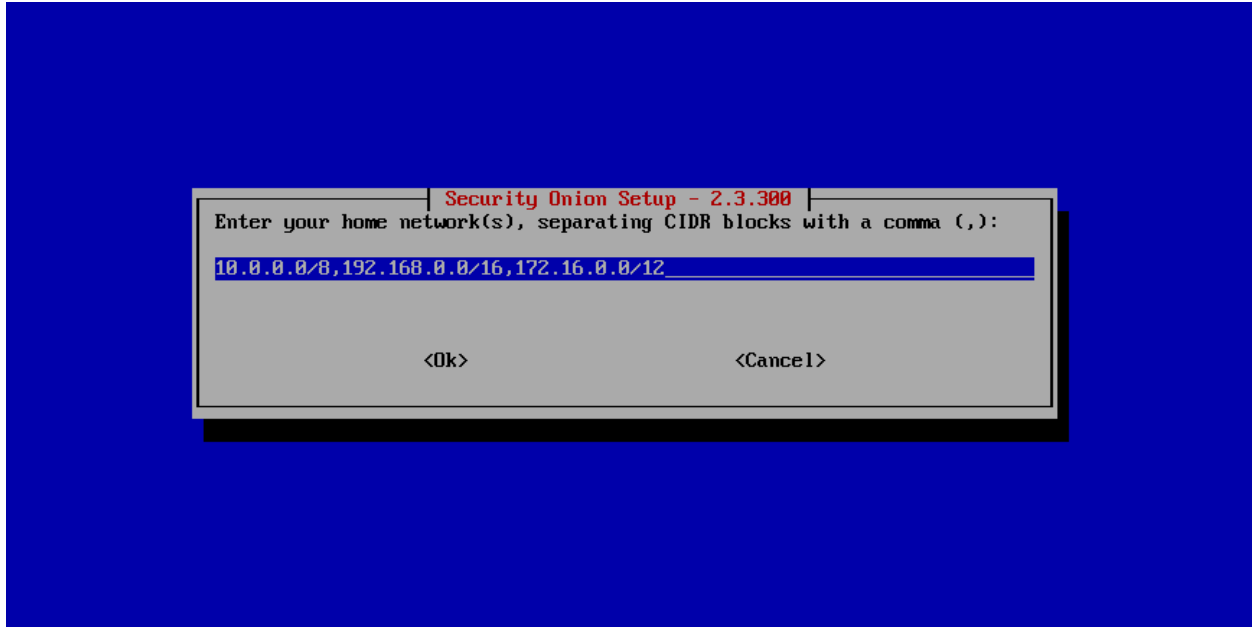 Security Onion Setup - 2.3.300
Enter your home network(s), separating CIDR blocks with a comma (,):
10.0.0.0/8,192.168.0.0/16,172.16.0.0/12
<Ok> <Cancel>